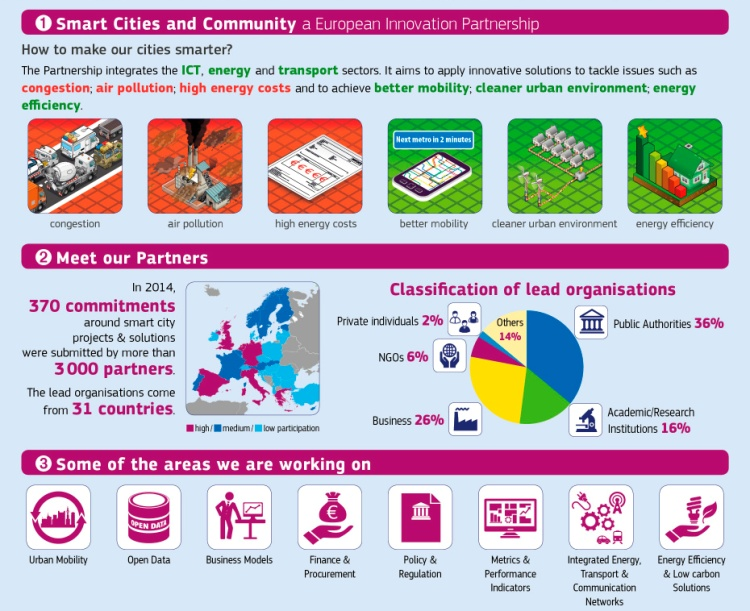 1 Smart Cities and Community a European Innovation Partnership
How to make our cities smarter?
The Partnership integrates the ICT, energy and transport sectors. It aims to apply innovative solutions to tackle issues such as
congestion; air pollution; high energy costs and to achieve better mobility; cleaner urban environment; energy
efficiency.
€€€€€
Next metro in 2 minutes
congestion
air pollution
high energy costs
better mobility
cleaner urban environment
energy efficiency
2 Meet our Partners
In 2014,
370 commitments
around smart city
projects & solutions
were submitted by more than
3 000 partners.
The lead organisations come
from 31 countries.
high / medium / low participation
Classification of lead organisations
Private individuals 2%
Others
14%
Public Authorities 36%
NGOs 6%
Business 26%
Academic/Research
Institutions 16%
3 Some of the areas we are working on
OPEN DATA
€
Urban Mobility
Open Data
Business Models
Finance &
Procurement
Policy &
Regulation
Metrics &
Performance
Indicators
Integrated Energy,
Transport &
Communication
Networks
Energy Efficiency
& Low carbon
Solutions